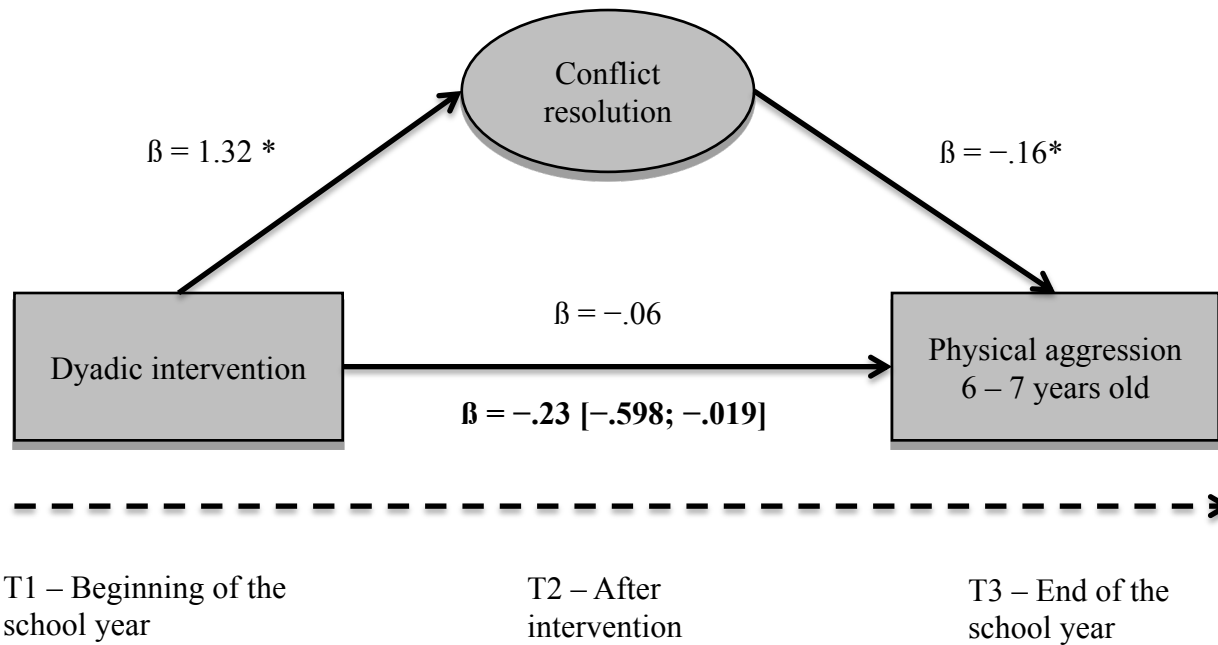 Conflict
resolution
ß = 1.32 *
ß = −.16*
Dyadic intervention
ß = −.06
ß = −.23 [−.598; −.019]
Physical aggression
6 – 7 years old
T1 – Beginning of the
school year
T2 – After
intervention
T3 – End of the
school year